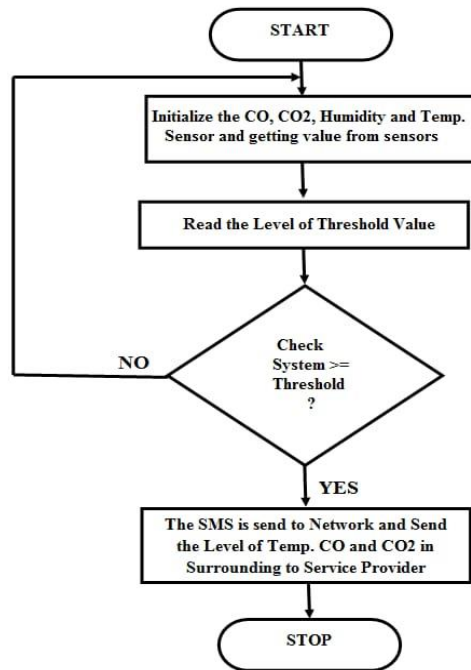 START
Initialize the CO, CO2, Humidity and Temp.
Sensor and getting value from sensors
Read the Level of Threshold Value
Check
System >=
Threshold
?
NO
YES
The SMS is send to Network and Send
the Level of Temp. CO and CO2 in
Surrounding to Service Provider
STOP